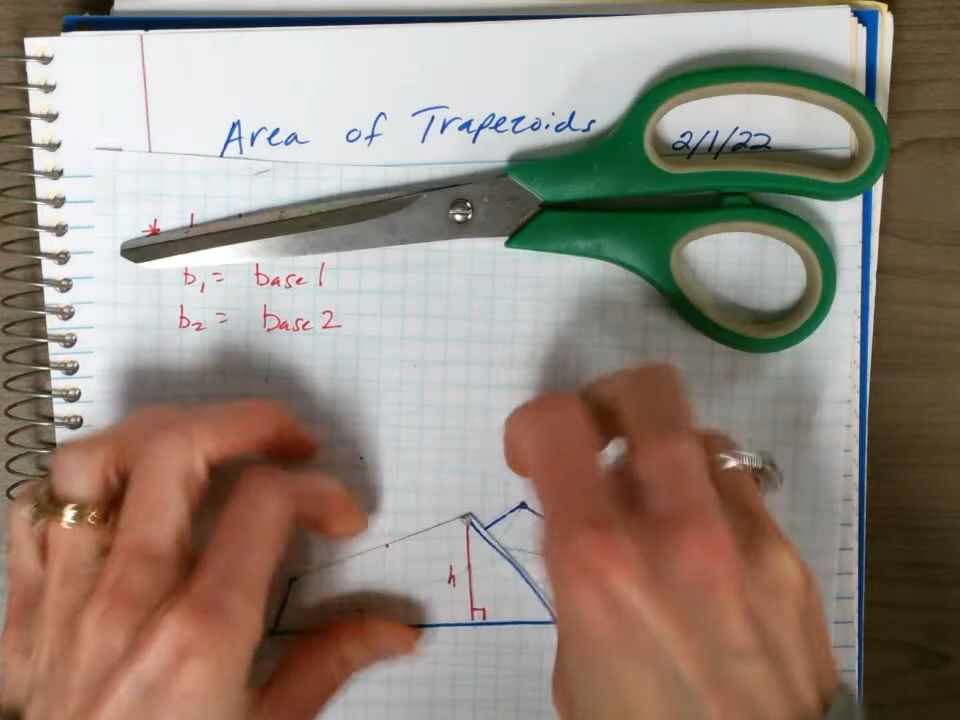 Area of Trapezoids
2/1/22
b₁ = base 1
b₂ = base 2
h